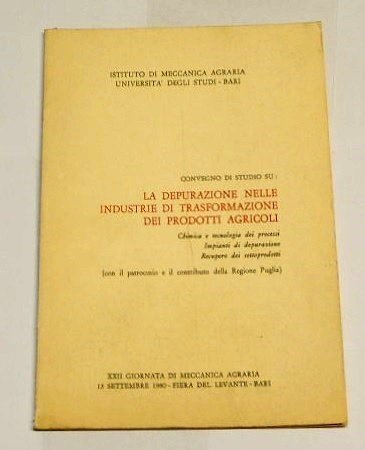 ISTITUTO DI MECCANICA AGRARIA
UNIVERSITA' DEGLI STUDI - BARI
CONVEGNO DI STUDIO SU:
LA DEPURAZIONE NELLE
INDUSTRIE DI TRASFORMAZIONE
DEI PRODOTTI AGRICOLI
Chimica e tecnologia dei processi
Impianti di depurazione
Recupero dei sottoprodotti
(con il patrocinio e il contributo della Regione Puglia)
XXII GIORNATA DI MECCANICA AGRARIA
13 SETTEMBRE 1980 - FIERA DEL LEVANTE - BARI